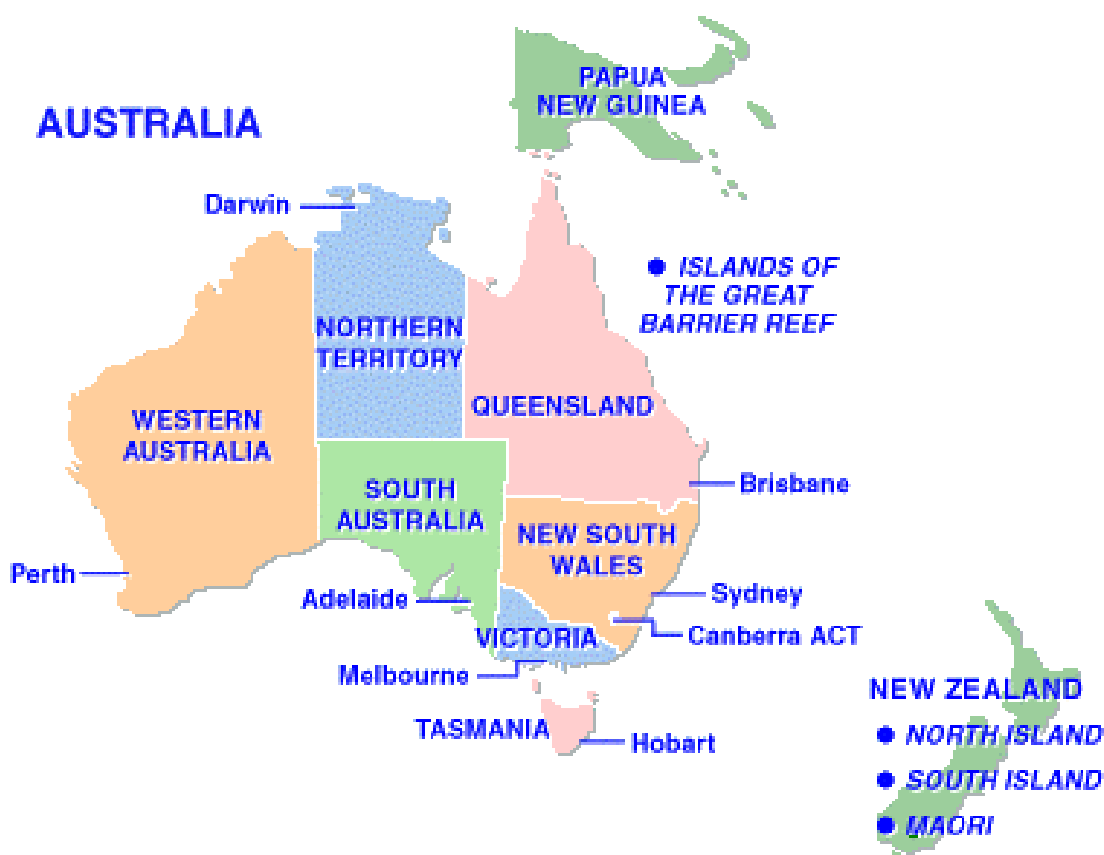 PAPUA
NEW GUINEA
AUSTRALIA
Darwin
ISLANDS OF
THE GREAT
BARRIER REEF
NORTHERN
TERRITORY
QUEENSLAND
WESTERN
AUSTRALIA
Brisbane
SOUTH
AUSTRALIA
NEW SOUTH
WALES
Perth
Adelaide
Sydney
VICTORIA
Canberra ACT
Melbourne
TASMANIA
Hobart
NEW ZEALAND
NORTH ISLAND
SOUTH ISLAND
MAORI